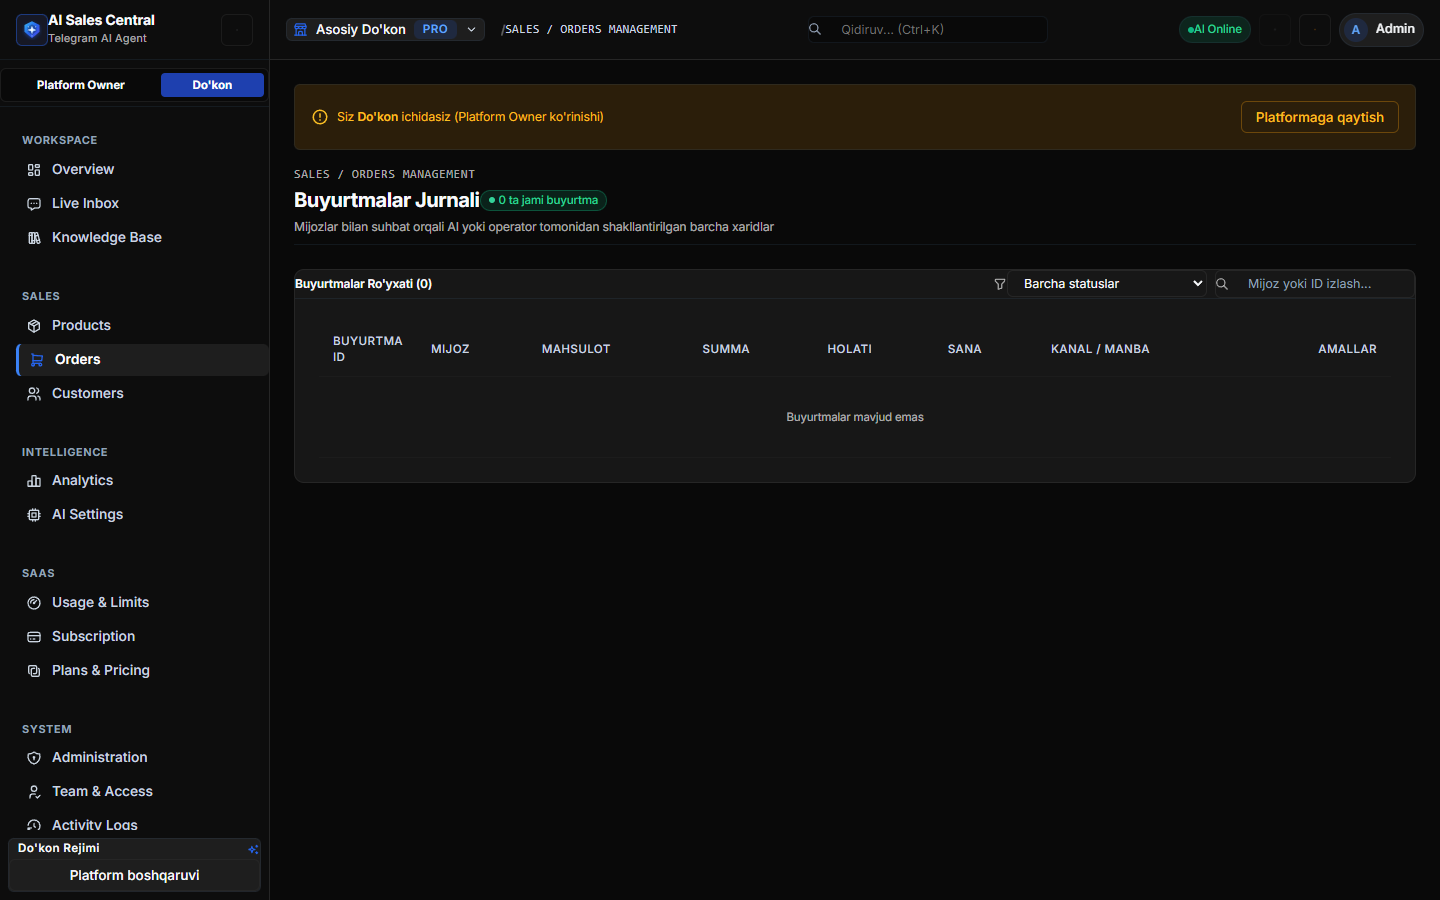 AI Sales Central
Telegram AI Agent
Platform Owner
Do'kon
WORKSPACE
Overview
Live Inbox
Knowledge Base
SALES
Products
Orders
Customers
INTELLIGENCE
Analytics
AI Settings
SAAS
Usage & Limits
Subscription
Plans & Pricing
SYSTEM
Administration
Team & Access
Activity Logs
Do'kon Rejimi
Platform boshqaruvi
Asosiy Do'kon PRO
/SALES / ORDERS MANAGEMENT
Qidiruv... (Ctrl+K)
AI Online
A Admin
Siz Do'kon ichidasiz (Platform Owner ko'rinishi)
Platformaga qaytish
SALES / ORDERS MANAGEMENT
Buyurtmalar Jurnali
0 ta jami buyurtma
Mijozlar bilan suhbat orqali AI yoki operator tomonidan shakllantirilgan barcha xaridlar
Buyurtmalar Ro'yxati (0)
Barcha statuslar
Mijoz yoki ID izlash...
BUYURTMA ID
MIJOZ
MAHSULOT
SUMMA
HOLATI
SANA
KANAL / MANBA
AMALLAR
Buyurtmalar mavjud emas